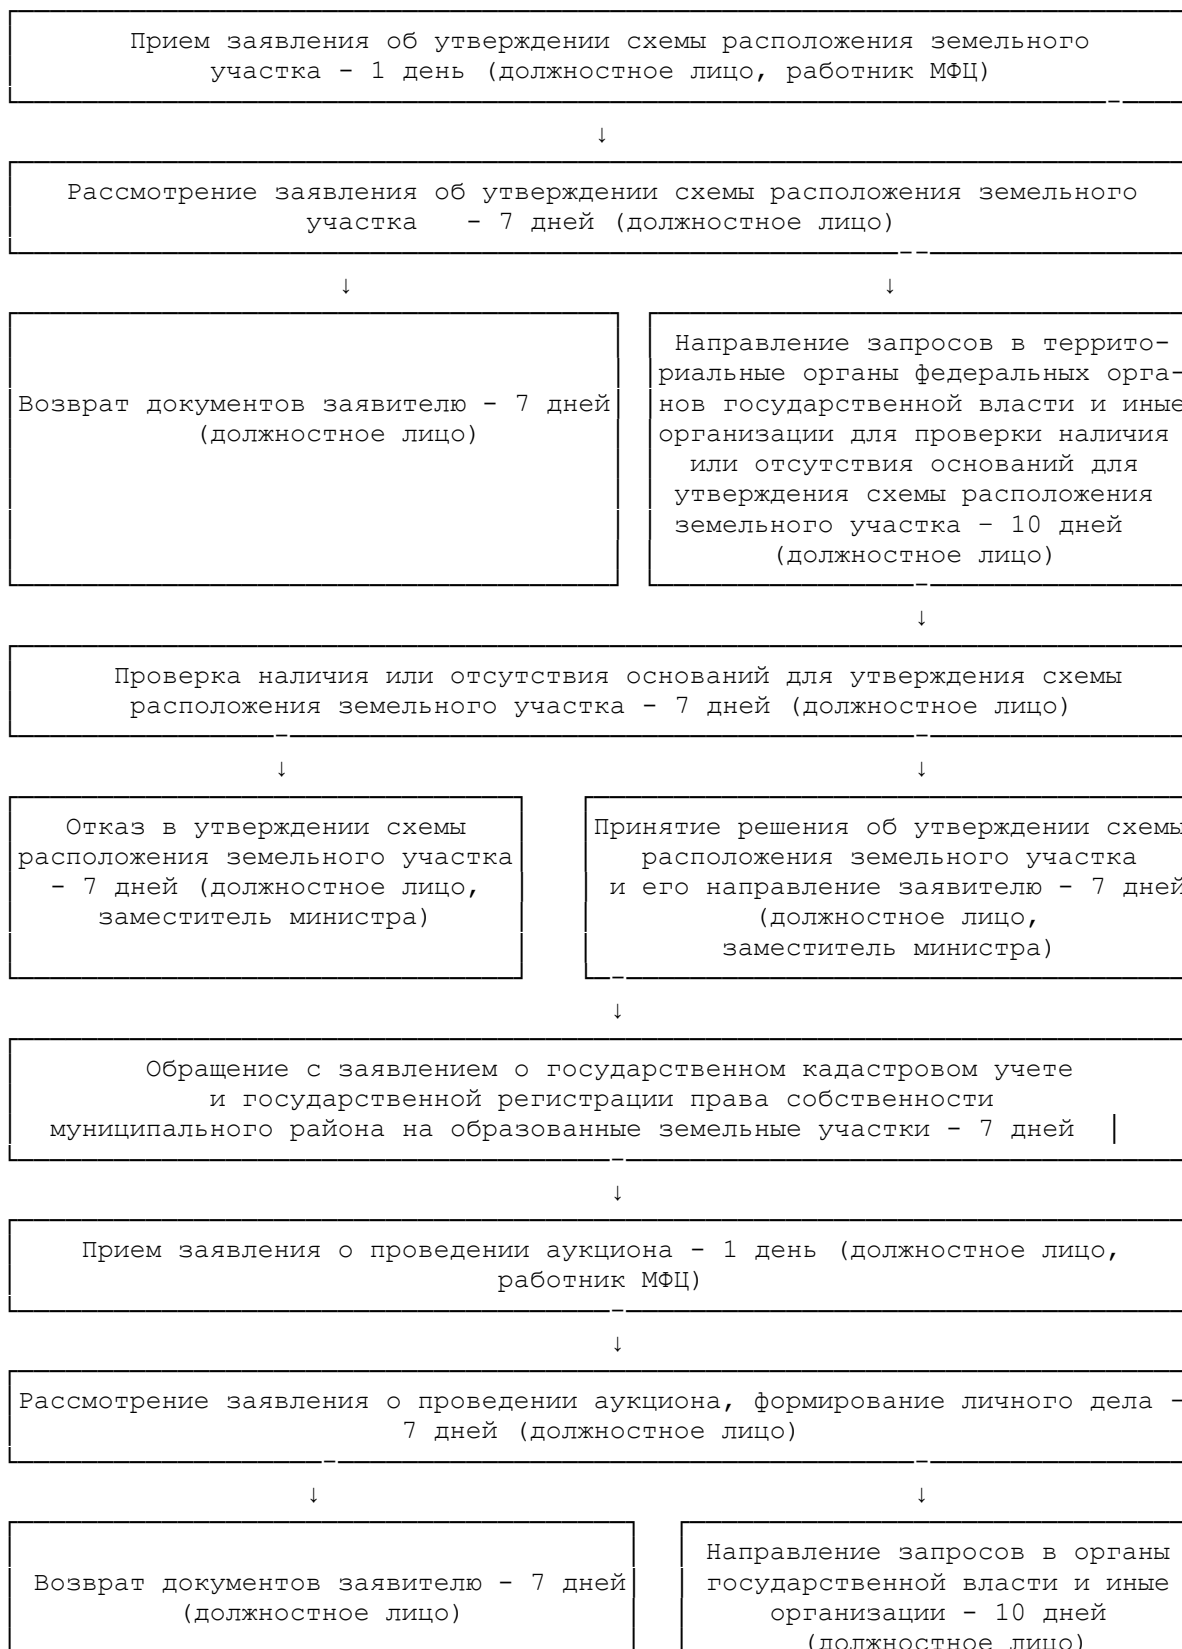 Прием заявления об утверждении схемы расположения земельного
участка - 1 день (должностное лицо, работник МФЦ)
↓
Рассмотрение заявления об утверждении схемы расположения земельного
участка - 7 дней (должностное лицо)
↓ ↓
Возврат документов заявителю - 7 дней
(должностное лицо)
Направление запросов в террито-
риальные органы федеральных орга-
нов государственной власти и иные
организации для проверки наличия
или отсутствия оснований для
утверждения схемы расположения
земельного участка - 10 дней
(должностное лицо)
↓
Проверка наличия или отсутствия оснований для утверждения схемы
расположения земельного участка - 7 дней (должностное лицо)
↓ ↓
Отказ в утверждении схемы
расположения земельного участка
- 7 дней (должностное лицо,
заместитель министра)
Принятие решения об утверждении схемы
расположения земельного участка
и его направление заявителю - 7 дней
(должностное лицо,
заместитель министра)
↓
Обращение с заявлением о государственном кадастровом учете
и государственной регистрации права собственности
муниципального района на образованные земельные участки - 7 дней
↓
Прием заявления о проведении аукциона - 1 день (должностное лицо,
работник МФЦ)
↓
Рассмотрение заявления о проведении аукциона, формирование личного дела -
7 дней (должностное лицо)
↓ ↓
Возврат документов заявителю - 7 дней
(должностное лицо)
Направление запросов в органы
государственной власти и иные
организации - 10 дней
(должностное лицо)